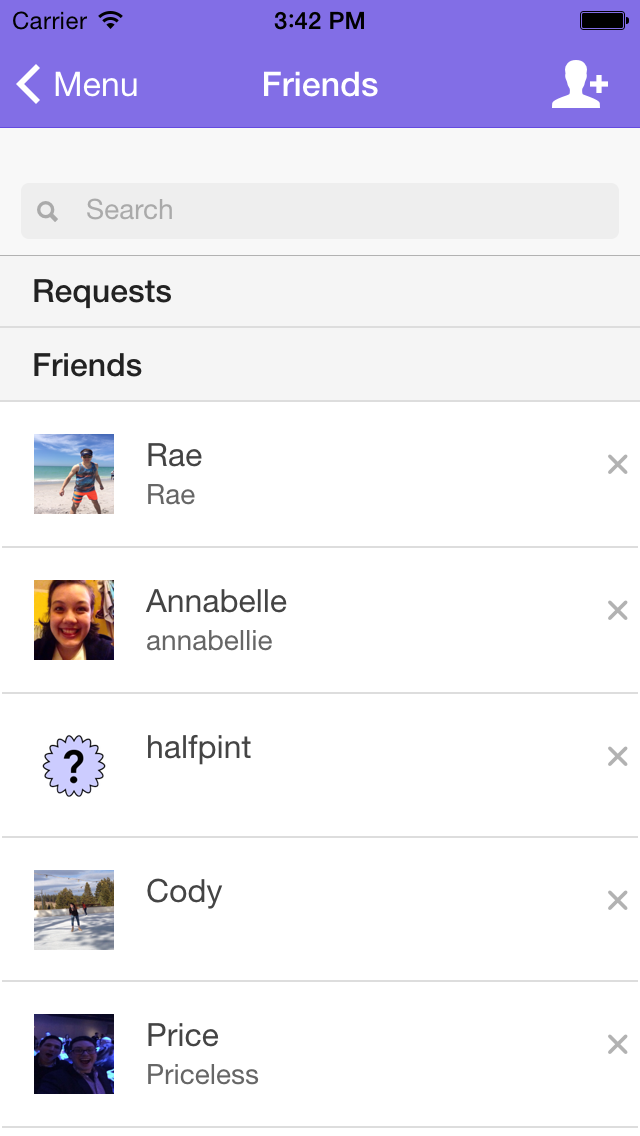 Carrier 3:42 PM
Menu Friends
Search
Requests
Friends
Rae
Rae
Annabelle
annabellie
?
halfpint
Cody
Price
Priceless